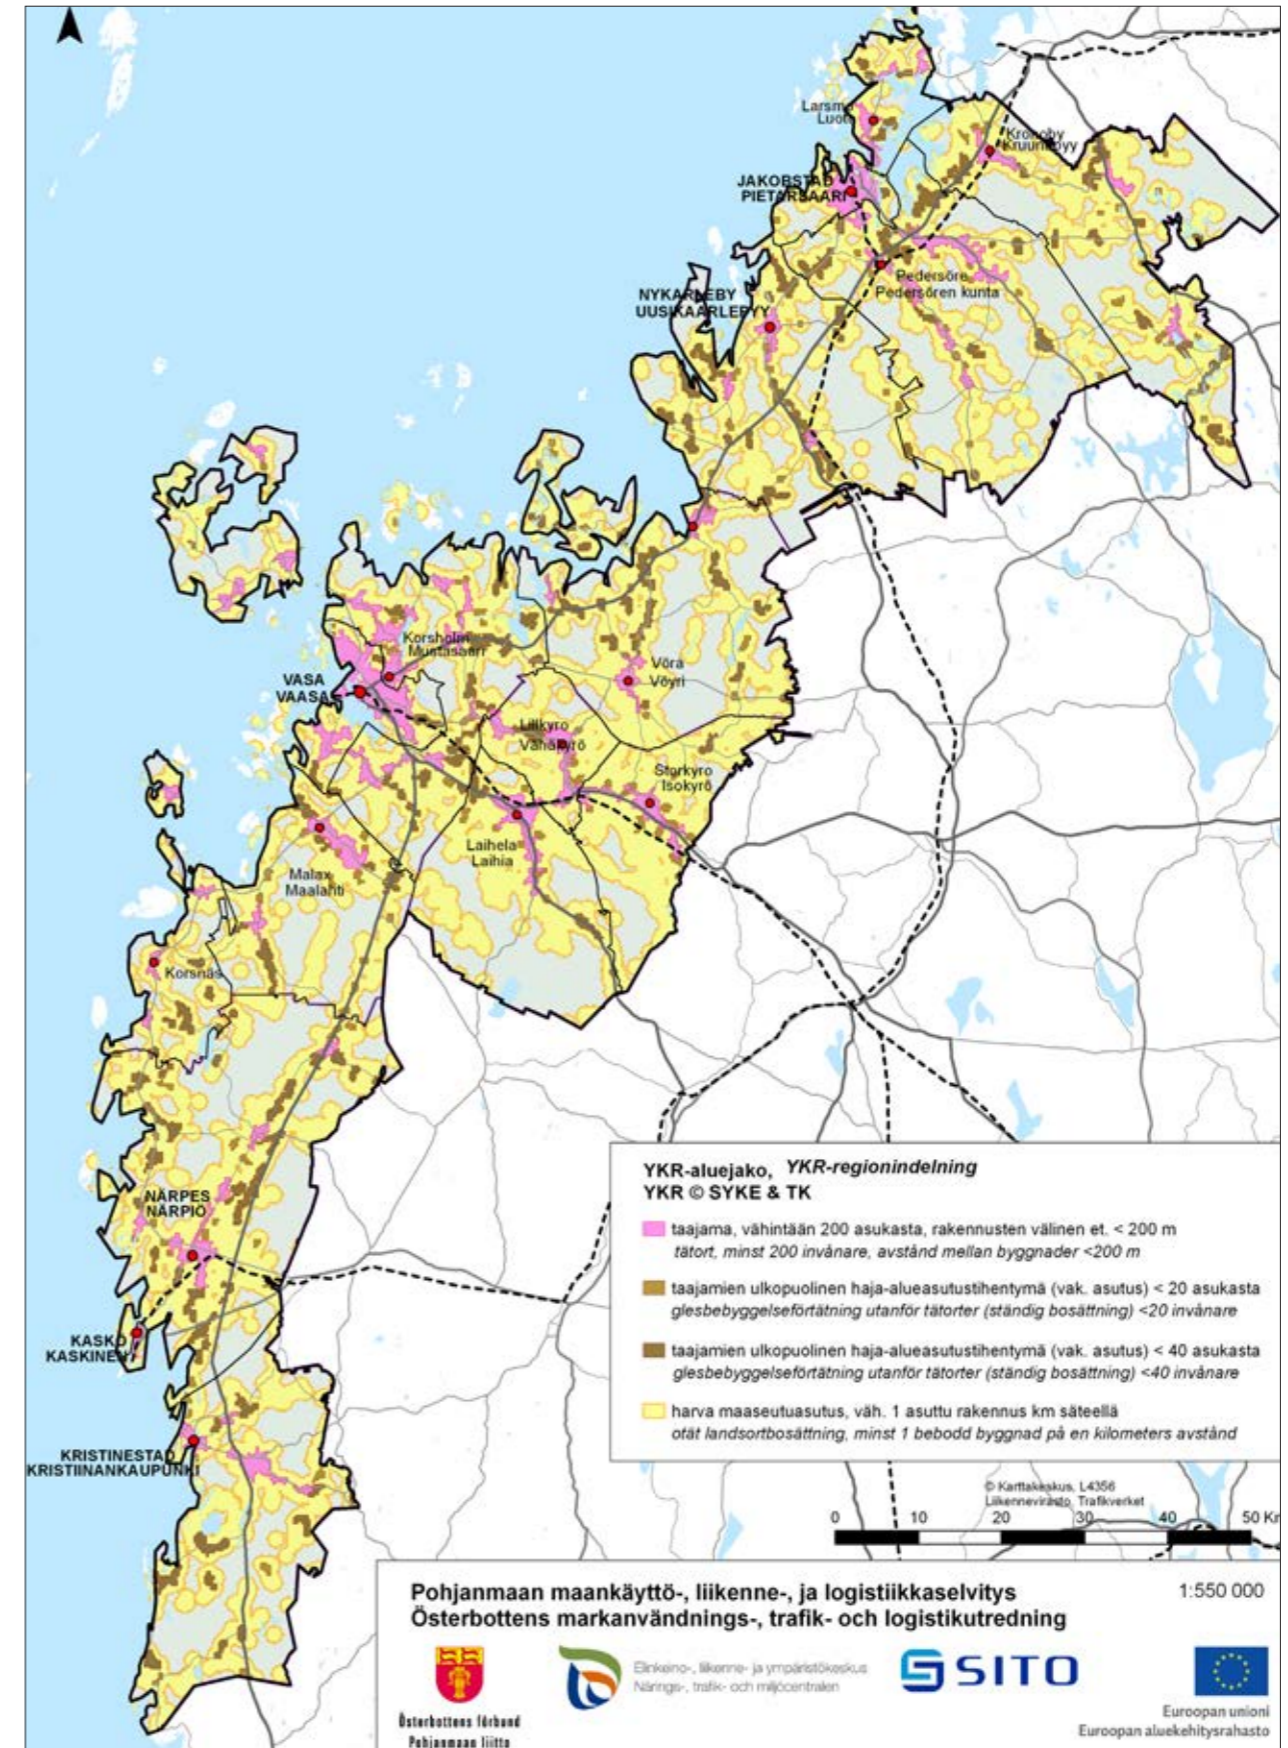 Larsmo
Luoto
Kronoby
Kruunupyy
JAKOBSTAD
PIETARSAARI
Pedersöre
Pedersören kunta
NYKARLEBY
UUSIKAARLEPYY
Korsholm
Mustasaari
Vörå
Vöyri
VASA
VAASA
Lillkyro
Vähäkyrö
Storkyro
Isokyrö
Laihela
Laihia
Malax
Maalahti
Korsnäs
NÄRPES
NÄRPIÖ
KASKÖ
KASKINEN
KRISTINESTAD
KRISTIINANKAUPUNKI
YKR-aluejako, YKR-regionindelning
YKR © SYKE & TK
taajama, vähintään 200 asukasta, rakennusten välinen et. < 200 m
tätort, minst 200 invånare, avstånd mellan byggnader <200 m
taajamien ulkopuolinen haja-alueasutustihentymä (vak. asutus) < 20 asukasta
glesbebyggelseförtätning utanför tätorter (ständig bosättning) <20 invånare
taajamien ulkopuolinen haja-alueasutustihentymä (vak. asutus) < 40 asukasta
glesbebyggelseförtätning utanför tätorter (ständig bosättning) <40 invånare
harva maaseutuasutus, väh. 1 asuttu rakennus km säteellä
otät landsortbosättning, minst 1 bebodd byggnad på en kilometers avstånd
© Karttakeskus, L4356
Liikennevirasto, Trafikverket
0 10 20 30 40 50 Km
Pohjanmaan maankäyttö-, liikenne-, ja logistiikkaselvitys
Österbottens markanvändnings-, trafik- och logistikutredning
1:550 000
Österbottens förbund
Pohjanmaan liitto
Elinkeino-, liikenne- ja ympäristökeskus
Närings-, trafik- och miljöcentralen
SITO
Euroopan unioni
Euroopan aluekehitysrahasto